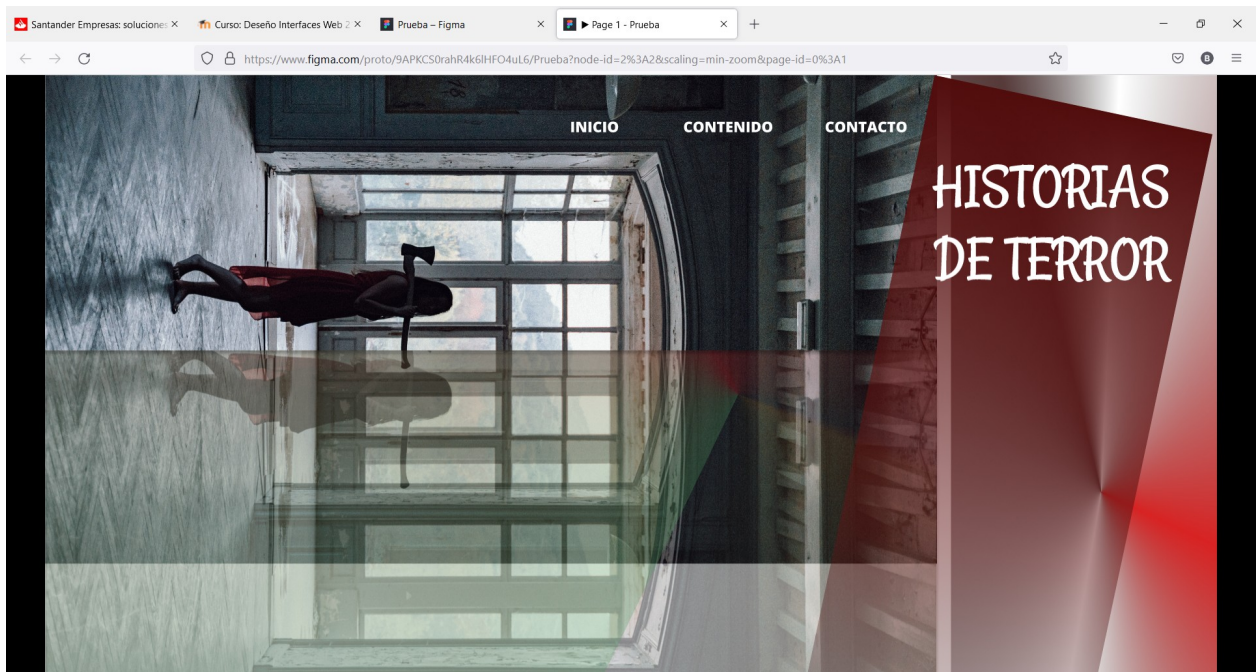 Santander Empresas: soluciones
Curso: Deseño Interfaces Web 2
Prueba – Figma
▶ Page 1 - Prueba
https://www.figma.com/proto/9APKCS0rahR4k6lHFO4uL6/Prueba?node-id=2%3A2&scaling=min-zoom&page-id=0%3A1
B
INICIO CONTENIDO CONTACTO
HISTORIAS
DE TERROR